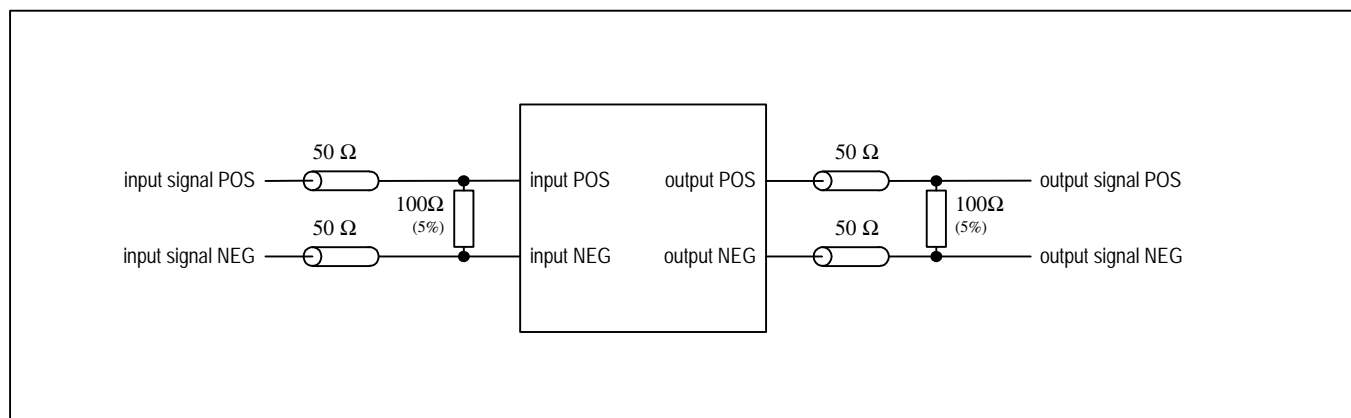 50 Ω
50 Ω
input signal POS
input POS
output POS
output signal POS
100Ω
(5%)
100Ω
(5%)
50 Ω
50 Ω
input signal NEG
input NEG
output NEG
output signal NEG